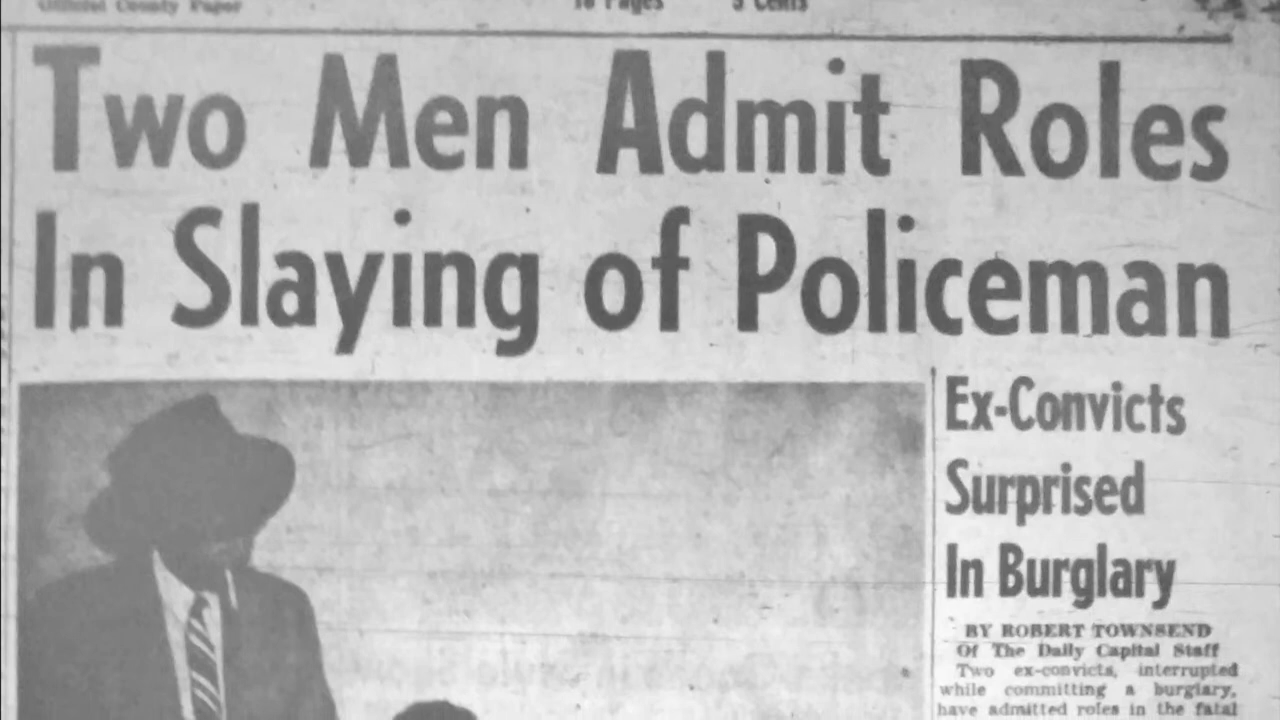 Official County Paper
16 Pages 5 Cents
Two Men Admit Roles
In Slaying of Policeman
Ex-Convicts
Surprised
In Burglary
BY ROBERT TOWNSEND
Of The Daily Capital Staff
Two ex-convicts, interrupted
while committing a burglary,
have admitted roles in the fatal